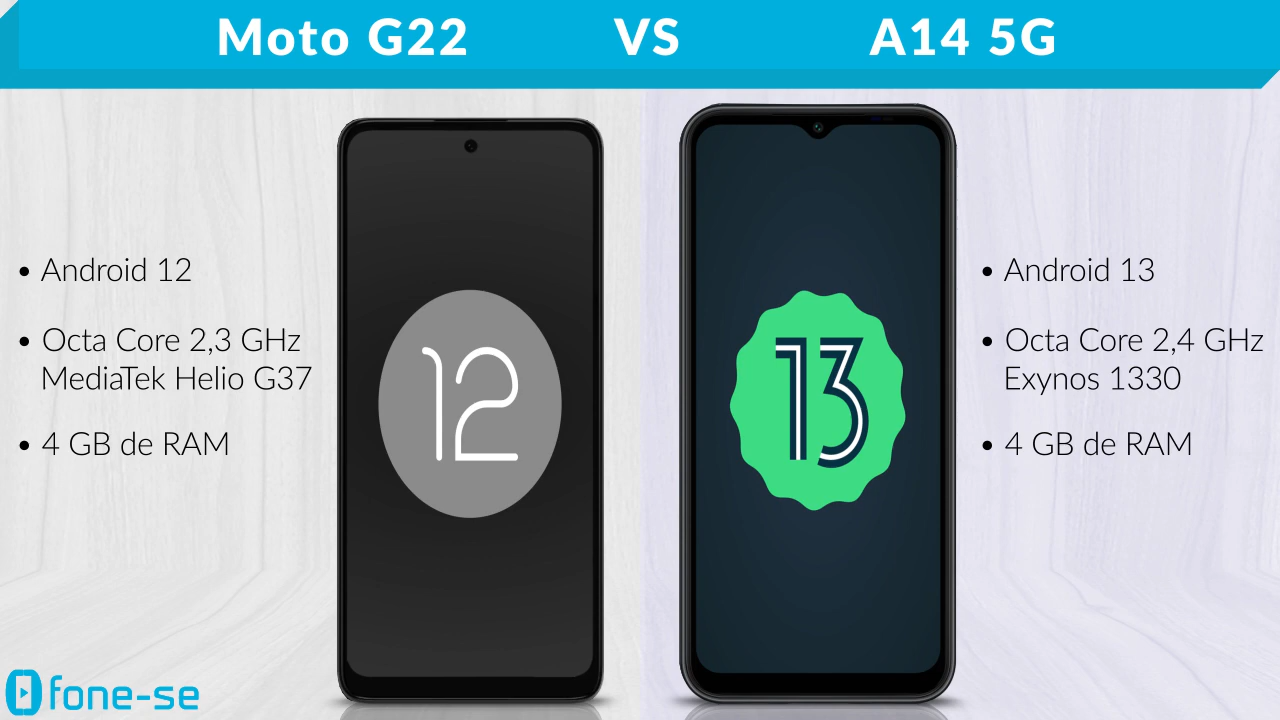 Moto G22 VS A14 5G
• Android 12
• Octa Core 2,3 GHz
MediaTek Helio G37
• 4 GB de RAM
12
13
• Android 13
• Octa Core 2,4 GHz
Exynos 1330
• 4 GB de RAM
fone-se